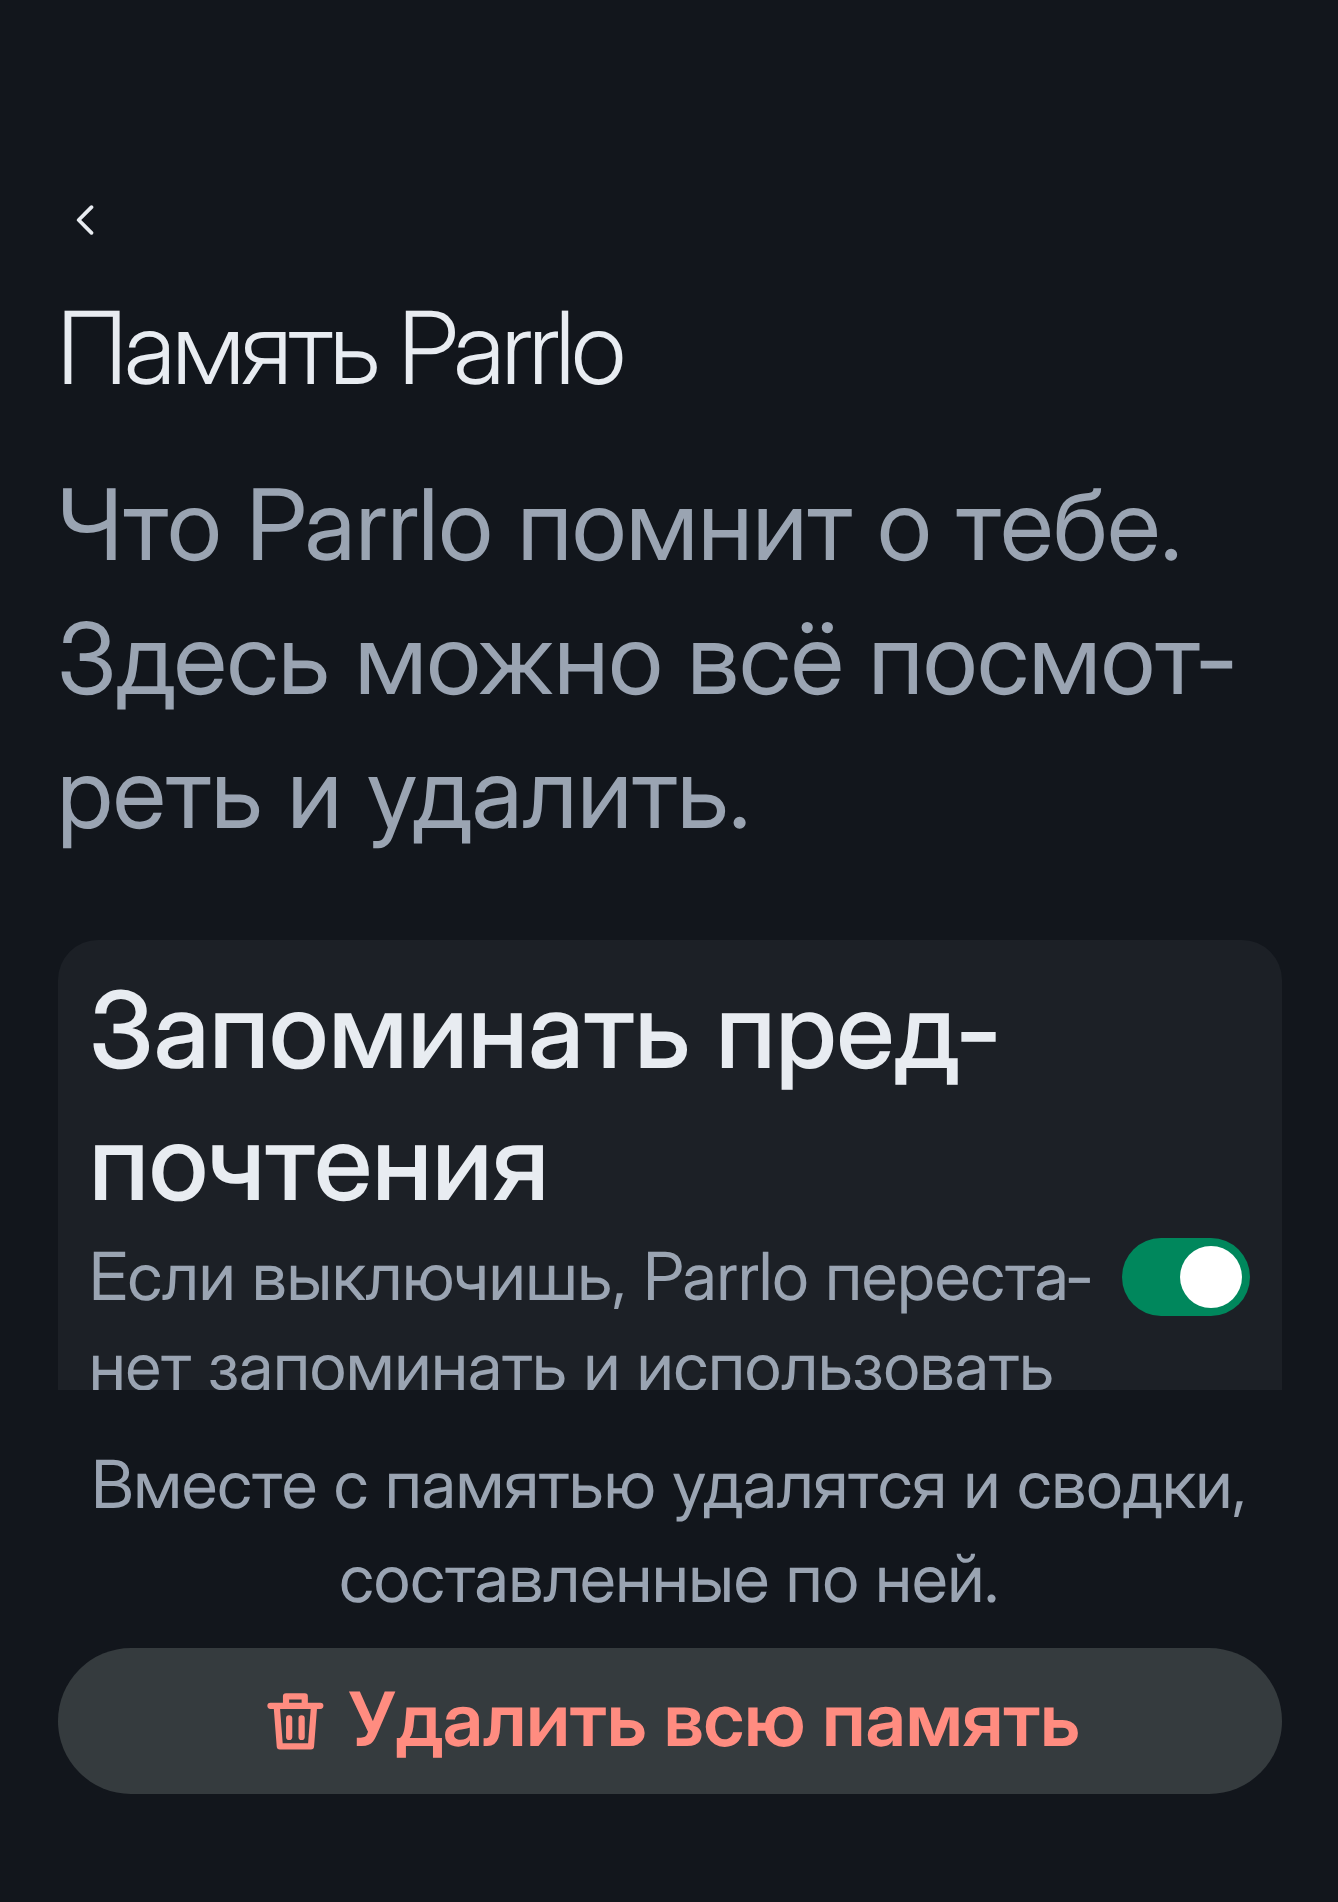 Память Parrlo
Что Parrlo помнит о тебе.
Здесь можно всё посмот-
реть и удалить.
Запоминать пред-
почтения
Если выключишь, Parrlo переста-
нет запоминать и использовать
Вместе с памятью удалятся и сводки,
составленные по ней.
Удалить всю память